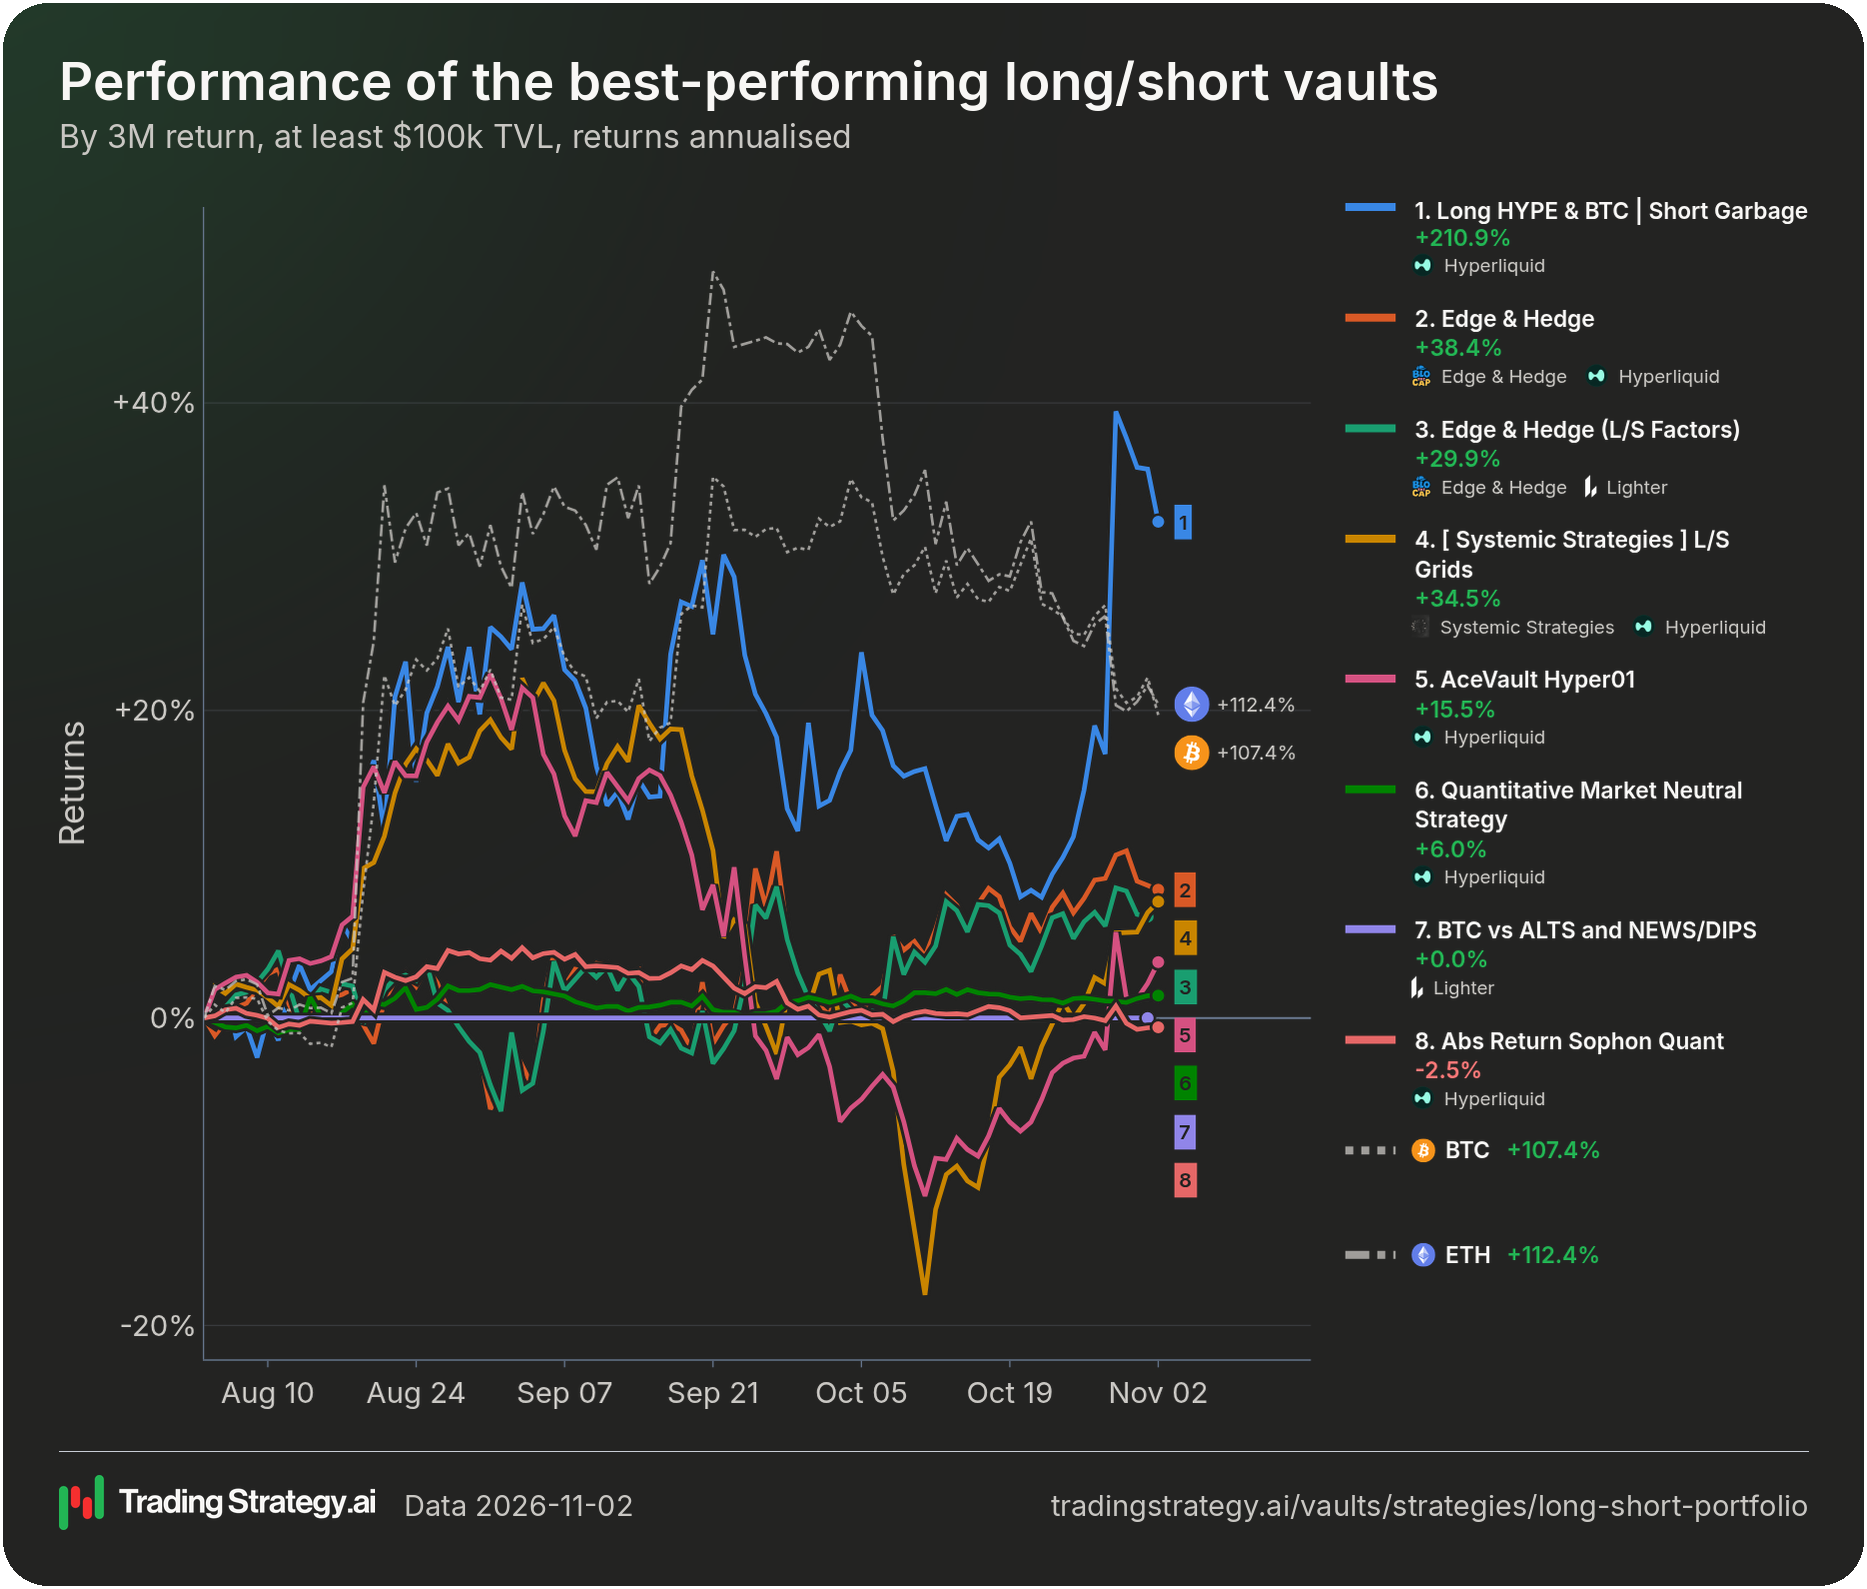 Performance of the best-performing long/short vaults
By 3M return, at least $100k TVL, returns annualised
Returns
+40%
+20%
0%
-20%
Aug 10
Aug 24
Sep 07
Sep 21
Oct 05
Oct 19
Nov 02
1
+112.4%
+107.4%
2
4
3
5
6
7
8
1. Long HYPE & BTC | Short Garbage
+210.9%
Hyperliquid
2. Edge & Hedge
+38.4%
BLO CAP Edge & Hedge Hyperliquid
3. Edge & Hedge (L/S Factors)
+29.9%
BLO CAP Edge & Hedge Lighter
4. [ Systemic Strategies ] L/S
Grids
+34.5%
Systemic Strategies Hyperliquid
5. AceVault Hyper01
+15.5%
Hyperliquid
6. Quantitative Market Neutral
Strategy
+6.0%
Hyperliquid
7. BTC vs ALTS and NEWS/DIPS
+0.0%
Lighter
8. Abs Return Sophon Quant
-2.5%
Hyperliquid
BTC +107.4%
ETH +112.4%
Trading Strategy.ai Data 2026-11-02
tradingstrategy.ai/vaults/strategies/long-short-portfolio